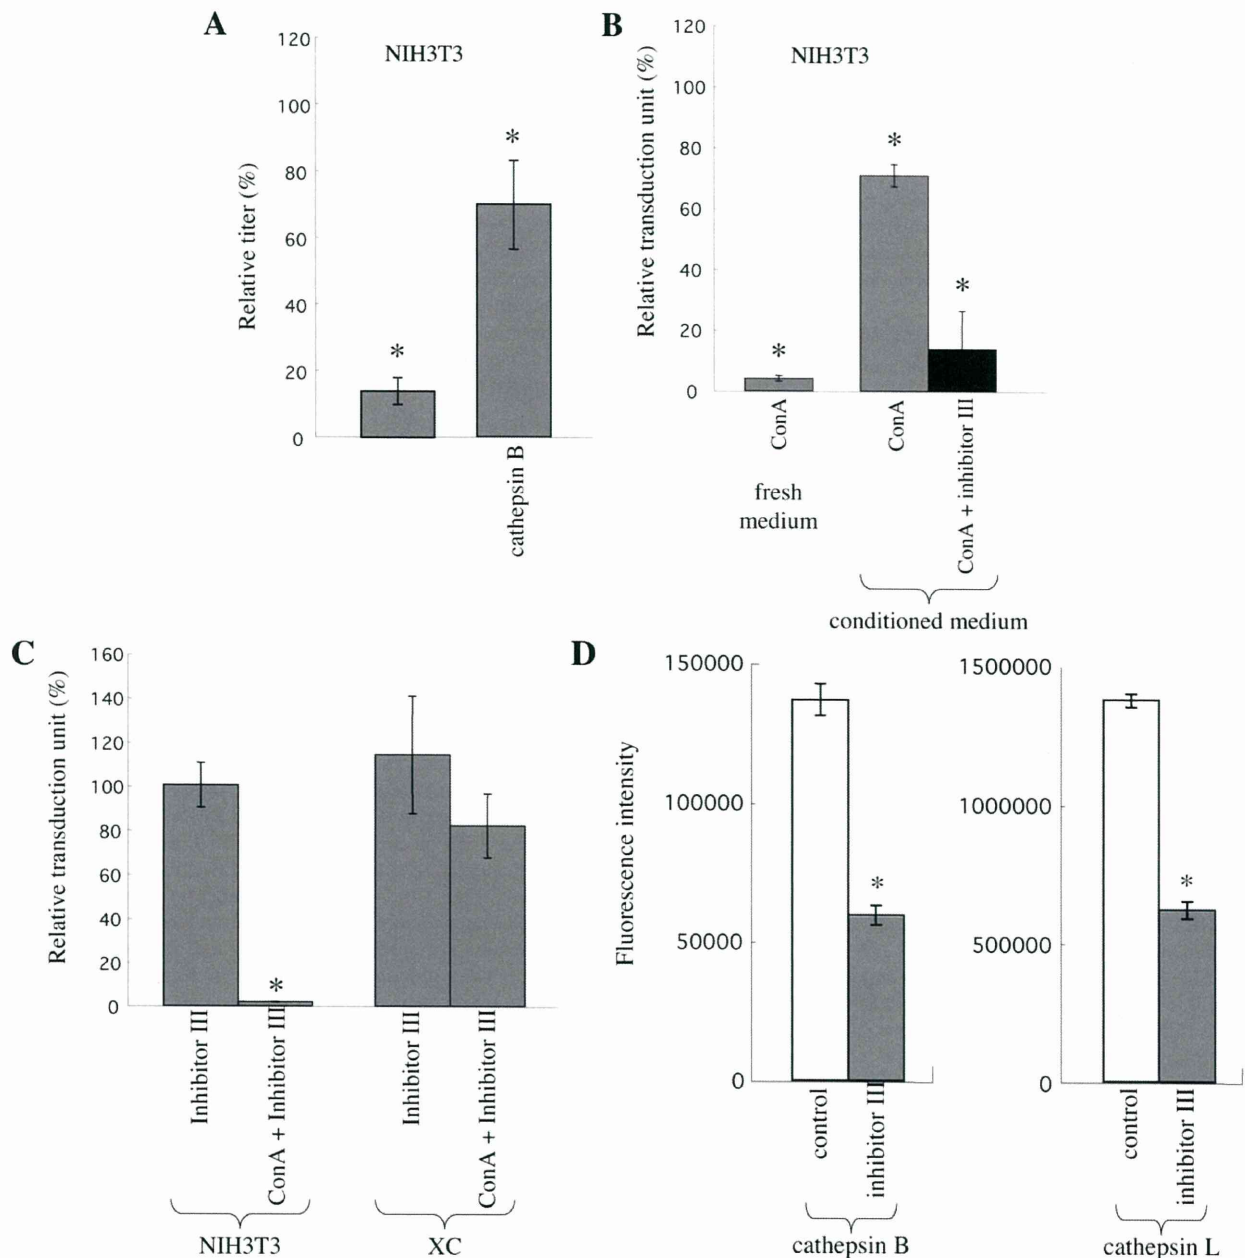 A
NIH3T3
Relative titer (%)
120
100
80
60
40
20
0
*
*
cathepsin B
B
NIH3T3
Relative transduction unit (%)
120
100
80
60
40
20
0
*
*
*
ConA
ConA
ConA + inhibitor III
fresh
medium
conditioned medium
C
Relative transduction unit (%)
160
140
120
100
80
60
40
20
0
*
Inhibitor III
ConA + Inhibitor III
Inhibitor III
ConA + Inhibitor III
NIH3T3
XC
D
Fluorescence intensity
150000
100000
50000
0
*
control
inhibitor III
cathepsin B
1500000
1000000
500000
0
*
control
inhibitor III
cathepsin L